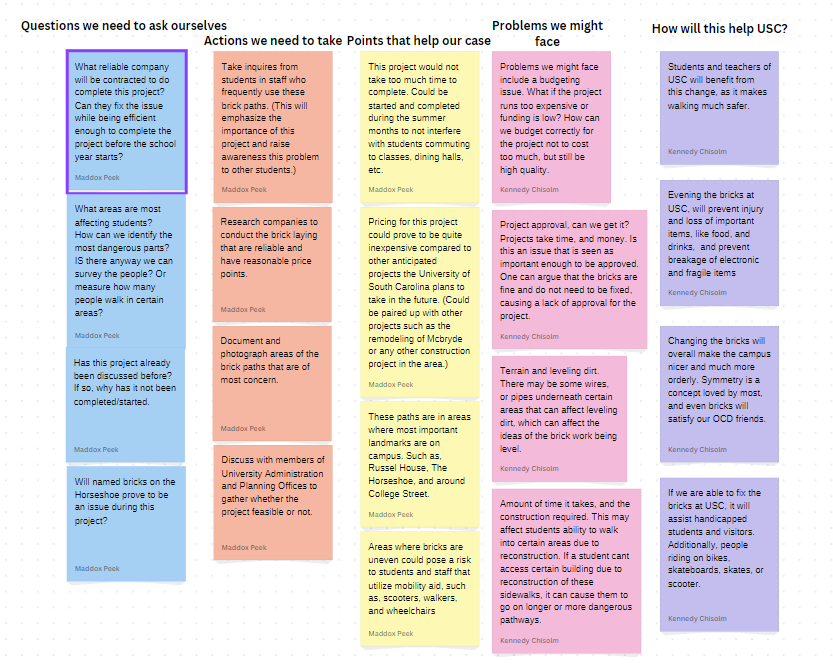 Questions we need to ask ourselves
What reliable company
will be contracted to do
complete this project?
Can they fix the issue
while being efficient
enough to complete the
project before the school
year starts?
Maddox Peek
What areas are most
affecting students?
How can we identify the
most dangerous parts?
IS there anyway we can
survey the people? Or
measure how many
people walk in certain
areas?
Maddox Peek
Has this project already
been discussed before?
If so, why has it not been
completed/started.
Maddox Peek
Will named bricks on the
Horseshoe prove to be
an issue during this
project?
Maddox Peek
Actions we need to take
Take inquires from
students in staff who
frequently use these
brick paths. (This will
emphasize the
importance of this
project and raise
awareness this problem
to other students.)
Maddox Peek
Research companies to
conduct the brick laying
that are reliable and
have reasonable price
points.
Maddox Peek
Document and
photograph areas of the
brick paths that are of
most concern.
Maddox Peek
Discuss with members of
University Administration
and Planning Offices to
gather whether the
project feasible or not.
Maddox Peek
Points that help our case
This project would not
take too much time to
complete. Could be
started and completed
during the summer
months to not interfere
with students commuting
to classes, dining halls,
etc.
Maddox Peek
Pricing for this project
could prove to be quite
inexpensive compared to
other anticipated
projects the University of
South Carolina plans to
take in the future. (Could
be paired up with other
projects such as the
remodeling of Mcbryde
or any other construction
project in the area.)
Maddox Peek
These paths are in areas
where most important
landmarks are on
campus. Such as,
Russel House, The
Horseshoe, and around
College Street.
Maddox Peek
Areas where bricks are
uneven could pose a risk
to students and staff that
utilize mobility aid, such
as, scooters, walkers,
and wheelchairs
Maddox Peek
Problems we might
face
Problems we might face
include a budgeting
issue. What if the project
runs too expensive or
funding is low? How can
we budget correctly for
the project not to cost
too much, but still be
high quality.
Kennedy Chisolm
Project approval, can we get it?
Projects take time, and money. Is
this an issue that is seen as
important enough to be approved.
One can argue that the bricks are
fine and do not need to be fixed,
causing a lack of approval for the
project.
Kennedy Chisolm
Terrain and leveling dirt.
There may be some wires,
or pipes underneath certain
areas that can affect leveling
dirt, which can affect the
ideas of the brick work being
level.
Kennedy Chisolm
Amount of time it takes, and the
construction required. This may
affect students ability to walk
into certain areas due to
reconstruction. If a student cant
access certain building due to
reconstruction of these
sidewalks, it can cause them to
go on longer or more dangerous
pathways.
Kennedy Chisolm
How will this help USC?
Students and teachers of
USC will benefit from
this change, as it makes
walking much safer.
Kennedy Chisolm
Evening the bricks at
USC, will prevent injury
and loss of important
items, like food, and
drinks, and prevent
breakage of electronic
and fragile items
Kennedy Chisolm
Changing the bricks will
overall make the campus
nicer and much more
orderly. Symmetry is a
concept loved by most,
and even bricks will
satisfy our OCD friends.
Kennedy Chisolm
If we are able to fix the
bricks at USC, it will
assist handicapped
students and visitors.
Additionally, people
riding on bikes,
skateboards, skates, or
scooter.
Kennedy Chisolm